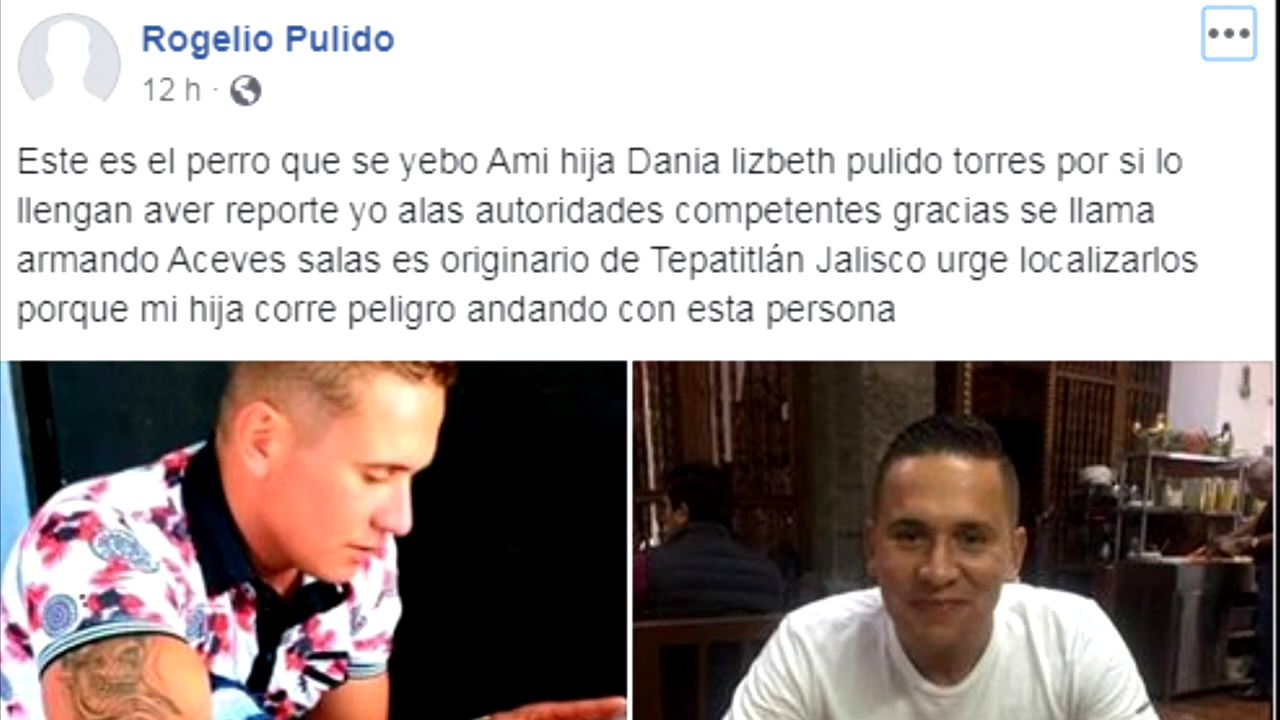 Rogelio Pulido
12 h ·
Este es el perro que se yebo Ami hija Dania lizbeth pulido torres por si lo
llengan aver reporte yo alas autoridades competentes gracias se llama
armando Aceves salas es originario de Tepatitlán Jalisco urge localizarlos
porque mi hija corre peligro andando con esta persona